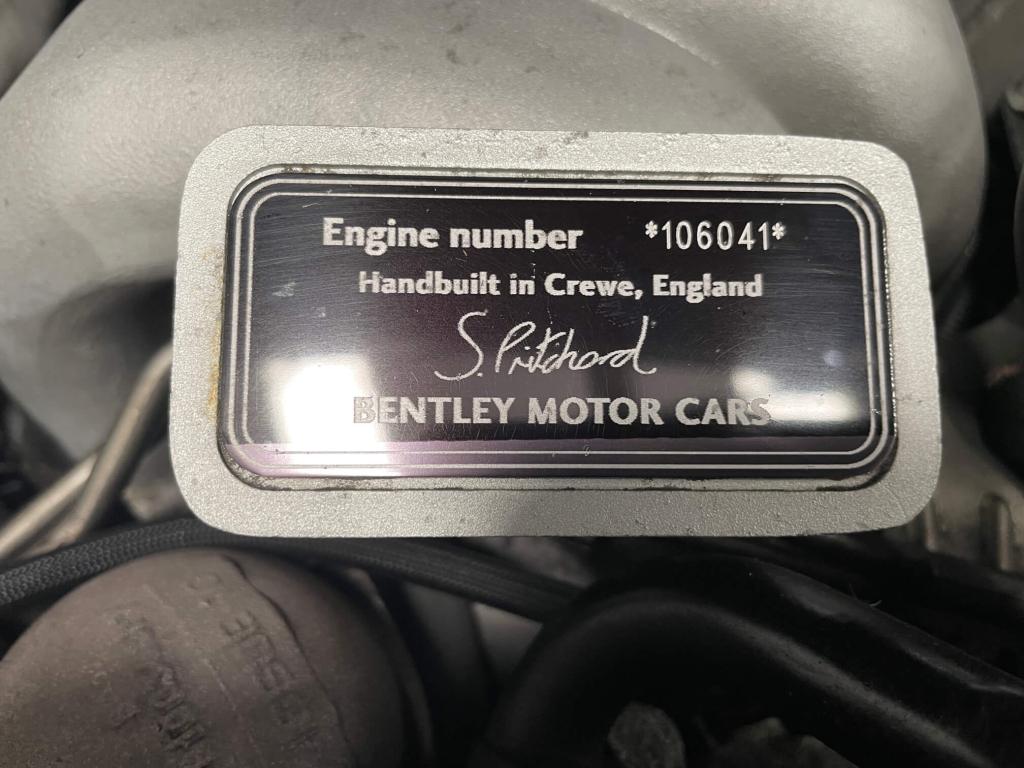 Engine number *106041*
Handbuilt in Crewe, England
S. Pritchard
BENTLEY MOTOR CARS